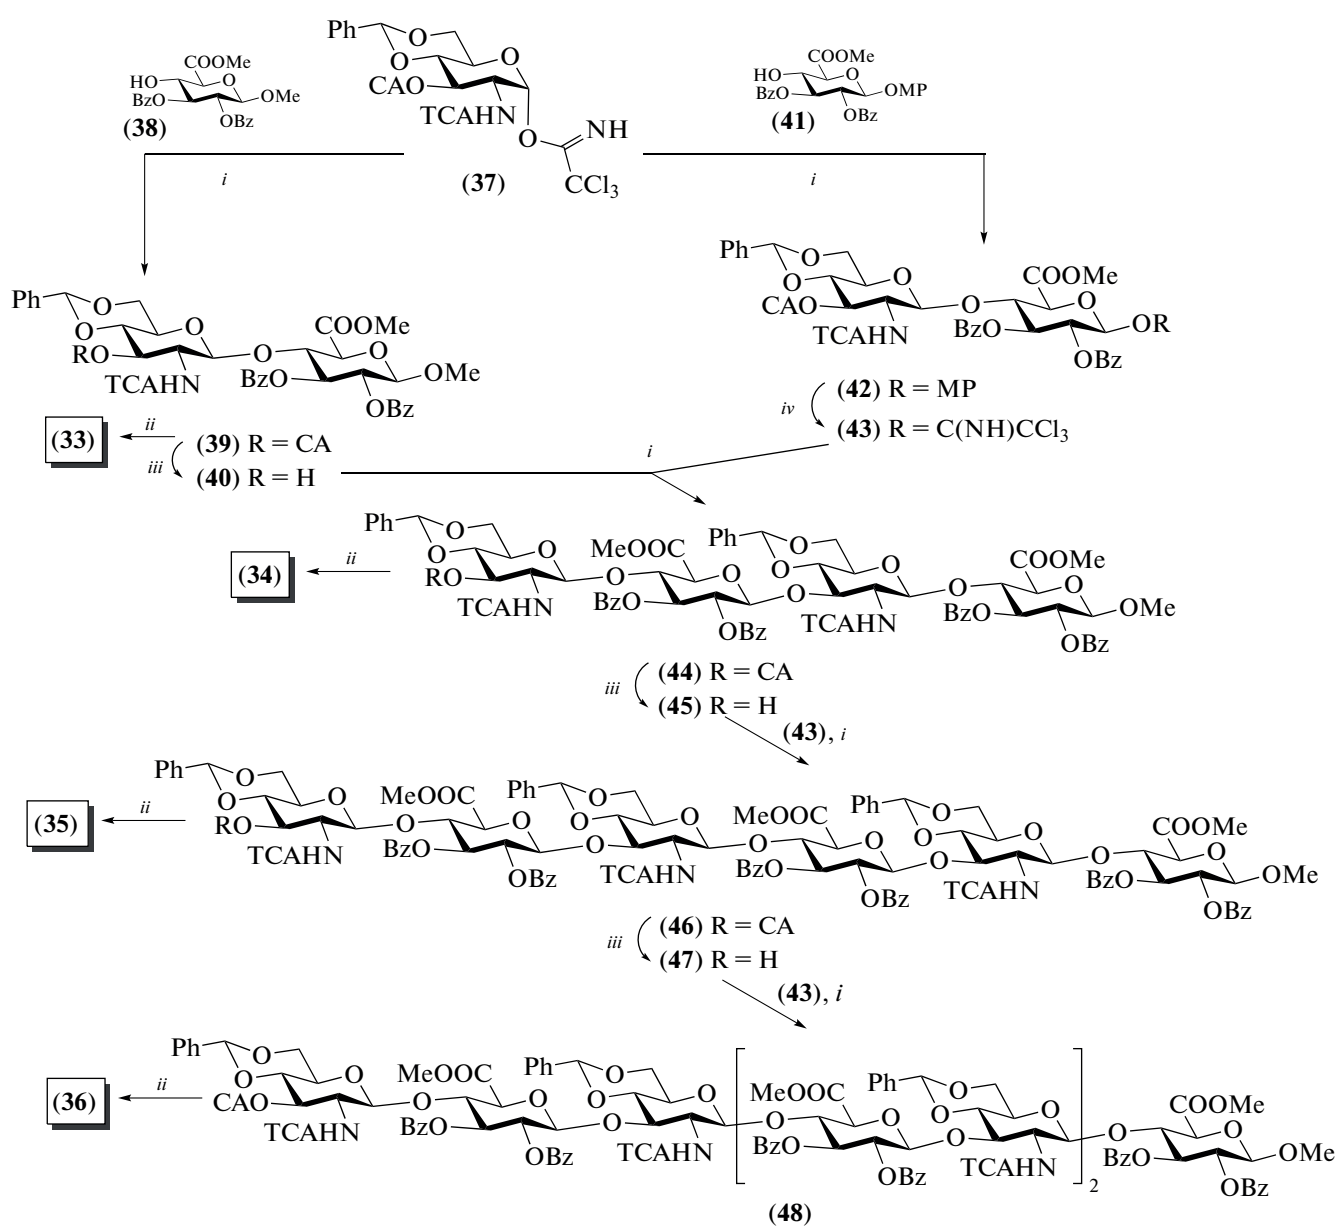 Ph
O
O
O
CAO
TCAHN
O
NH
CCl3
(37)
COOMe
HO
O
BzO
OMe
OBz
(38)
COOMe
HO
O
BzO
OMP
OBz
(41)
i
i
Ph
O
O
O
RO
TCAHN
O
COOMe
O
BzO
OMe
OBz
Ph
O
O
O
CAO
TCAHN
O
COOMe
O
BzO
OR
OBz
(42) R = MP
iv
(43) R = C(NH)CCl3
(33)
ii
(39) R = CA
iii
(40) R = H
i
Ph
O
O
O
RO
TCAHN
O
MeOOC
O
BzO
OBz
O
Ph
O
O
O
TCAHN
O
COOMe
O
BzO
OMe
OBz
(34)
ii
(44) R = CA
iii
(45) R = H
(43), i
Ph
O
O
O
RO
TCAHN
O
MeOOC
O
BzO
OBz
O
Ph
O
O
O
TCAHN
O
MeOOC
O
BzO
OBz
O
Ph
O
O
O
TCAHN
O
COOMe
O
BzO
OMe
OBz
(35)
ii
(46) R = CA
iii
(47) R = H
(43), i
Ph
O
O
O
CAO
TCAHN
O
MeOOC
O
BzO
OBz
O
Ph
O
O
O
TCAHN
O
MeOOC
O
BzO
OBz
O
Ph
O
O
O
TCAHN
2
O
COOMe
O
BzO
OMe
OBz
(36)
ii
(48)